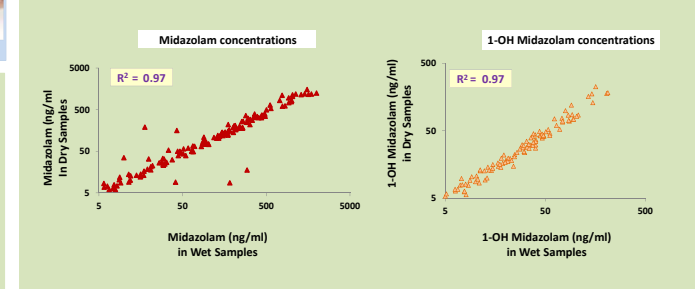 Midazolam concentrations
R² = 0.97
5000
500
50
5
5 50 500 5000
Midazolam (ng/ml
In Dry Samples
Midazolam (ng/ml)
in Wet Samples
1-OH Midazolam concentrations
R² = 0.97
500
50
5
5 50 500
1-OH Midazolam (ng/ml)
in Dry Samples
1-OH Midazolam (ng/ml)
in Wet Samples